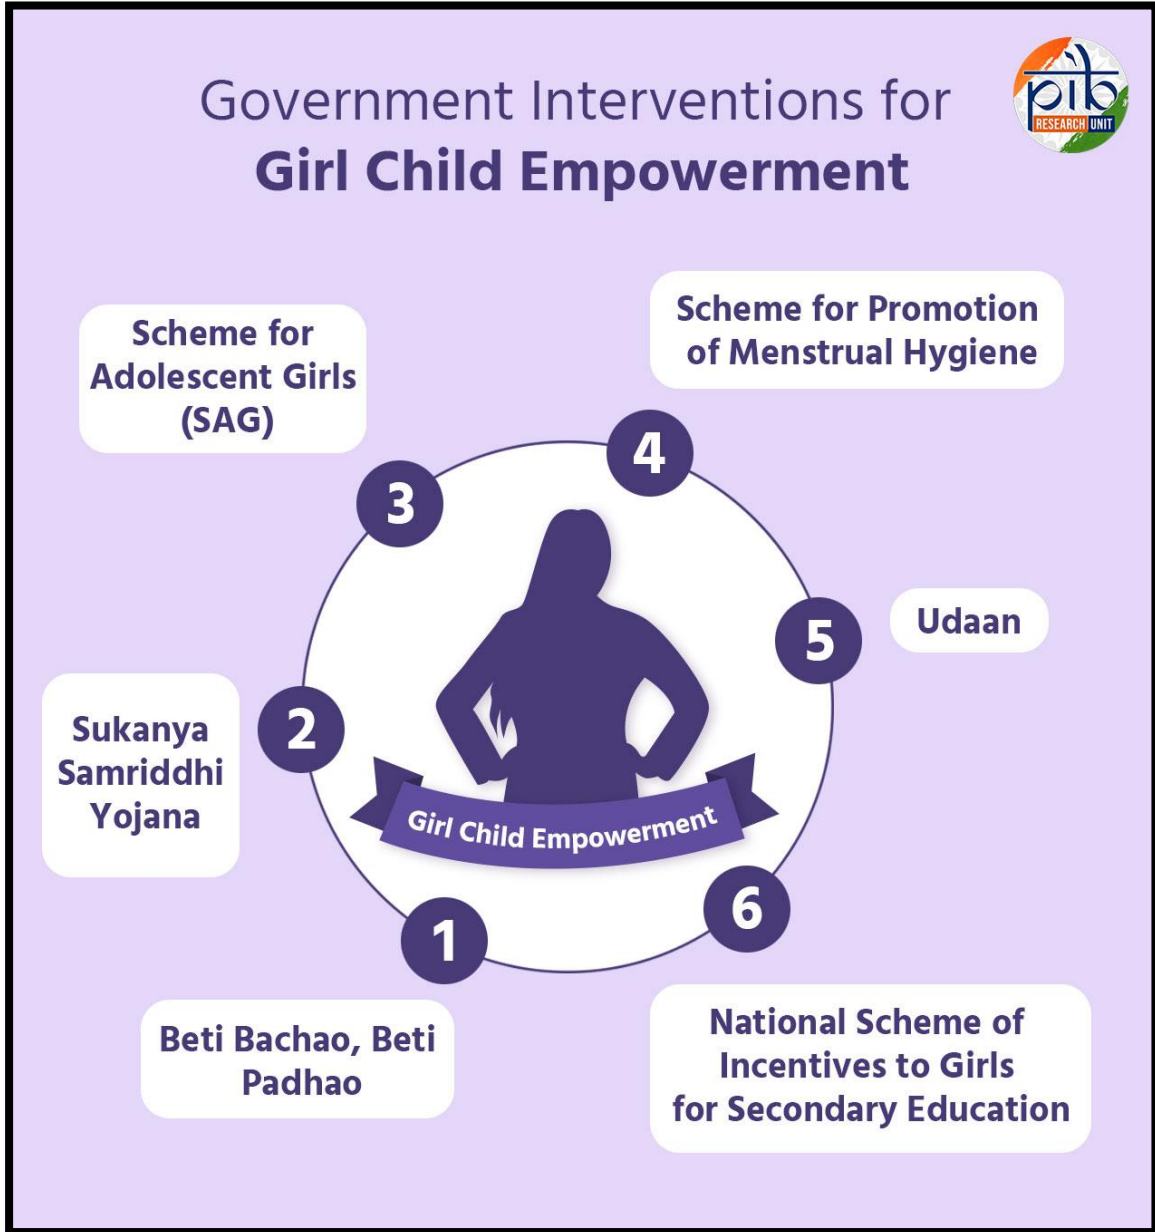 Government Interventions for
Girl Child Empowerment
pib
RESEARCH UNIT
Scheme for
Adolescent Girls
(SAG)
Scheme for Promotion
of Menstrual Hygiene
4
3
5
Udaan
Sukanya
Samriddhi
Yojana
2
Girl Child Empowerment
1
6
Beti Bachao, Beti
Padhao
National Scheme of
Incentives to Girls
for Secondary Education